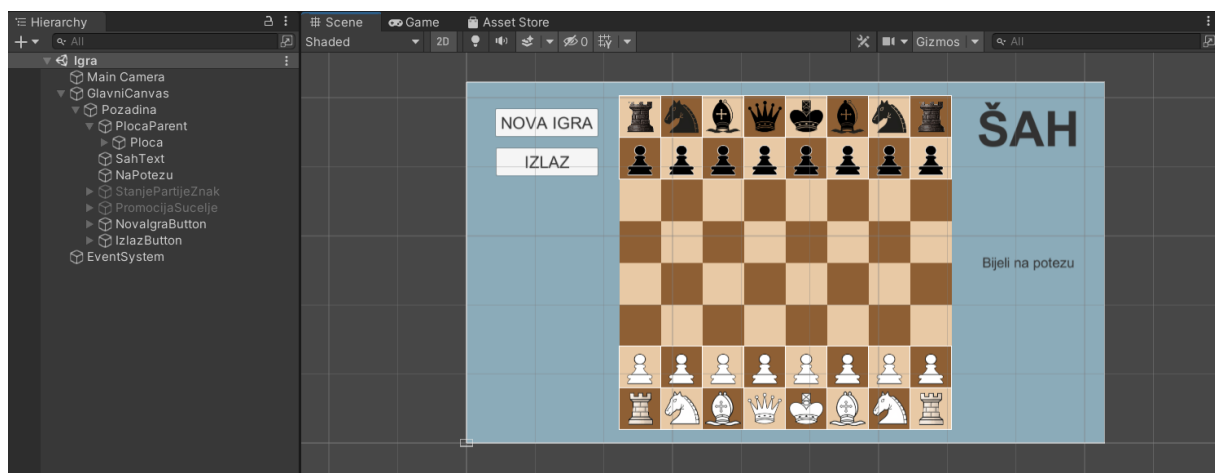 Hierarchy
All
Igra
Main Camera
GlavniCanvas
Pozadina
PlocaParent
Ploca
SahText
NaPotezu
StanjePartijeZnak
PromocijaSucelje
NovaIgraButton
IzlazButton
EventSystem
Scene Game Asset Store
Shaded 2D 0 Gizmos All
NOVA IGRA
IZLAZ
ŠAH
Bijeli na potezu